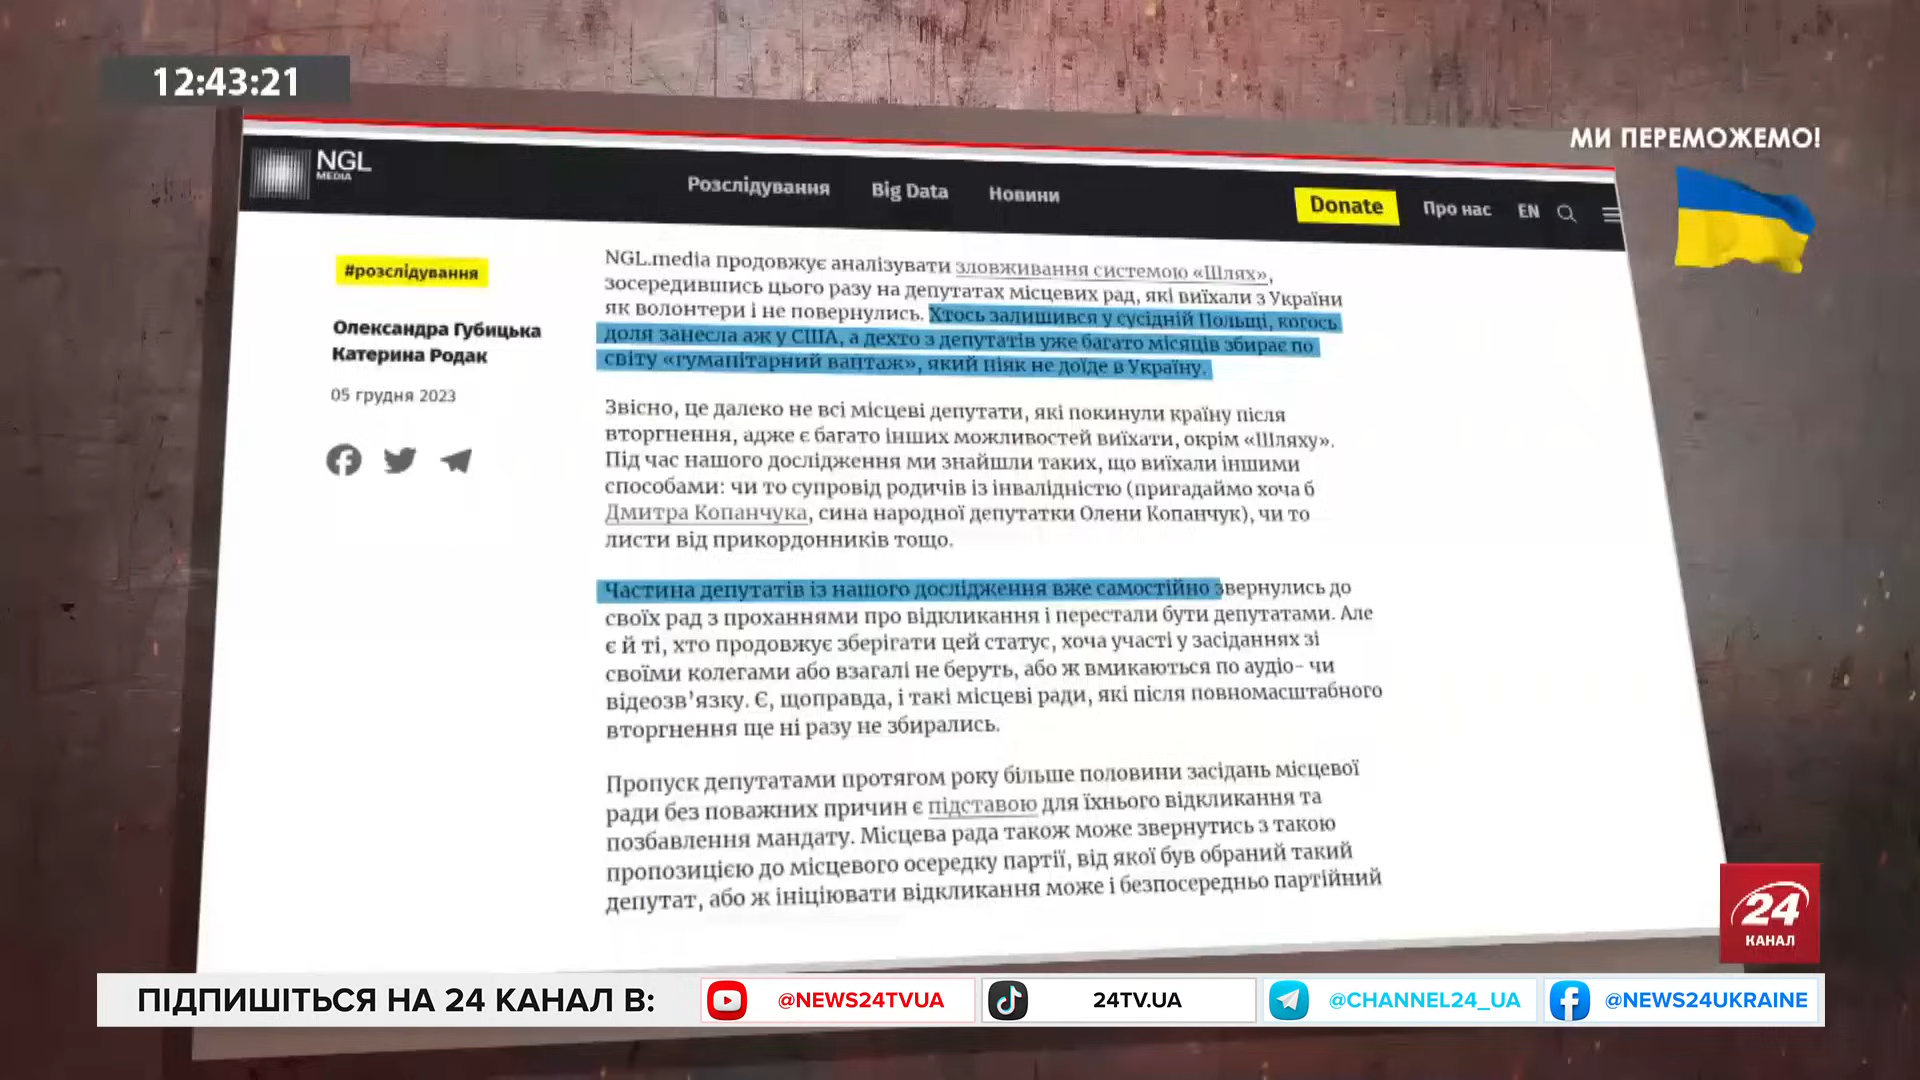 12:43:21
МИ ПЕРЕМОЖЕМО!
NGL
MEDIA
Розслідування Big Data Новини Donate Про нас EN
#розслідування
Олександра Губицька
Катерина Родак
05 грудня 2023
NGL.media продовжує аналізувати зловживання системою «Шлях»,
зосередившись цього разу на депутатах місцевих рад, які виїхали з України
як волонтери і не повернулись. Хтось залишився у сусідній Польщі, когось
доля занесла аж у США, а дехто з депутатів уже багато місяців збирає по
світу «гуманітарний вантаж», який ніяк не доїде в Україну.
Звісно, це далеко не всі місцеві депутати, які покинули країну після
вторгнення, адже є багато інших можливостей виїхати, окрім «Шляху».
Під час нашого дослідження ми знайшли таких, що виїхали іншими
способами: чи то супровід родичів із інвалідністю (пригадаймо хоча б
Дмитра Копанчука, сина народної депутатки Олени Копанчук), чи то
листи від прикордонників тощо.
Частина депутатів із нашого дослідження вже самостійно звернулись до
своїх рад з проханнями про відкликання і перестали бути депутатами. Але
є й ті, хто продовжує зберігати цей статус, хоча участі у засіданнях зі
своїми колегами або взагалі не беруть, або ж вмикаються по аудіо- чи
відеозв’язку. Є, щоправда, і такі місцеві ради, які після повномасштабного
вторгнення ще ні разу не збирались.
Пропуск депутатами протягом року більше половини засідань місцевої
ради без поважних причин є підставою для їхнього відкликання та
позбавлення мандату. Місцева рада також може звернутись з такою
пропозицією до місцевого осередку партії, від якої був обраний такий
депутат, або ж ініціювати відкликання може і безпосередньо партійний
24
КАНАЛ
ПІДПИШІТЬСЯ НА 24 КАНАЛ В: @NEWS24TVUA 24TV.UA @CHANNEL24_UA @NEWS24UKRAINE